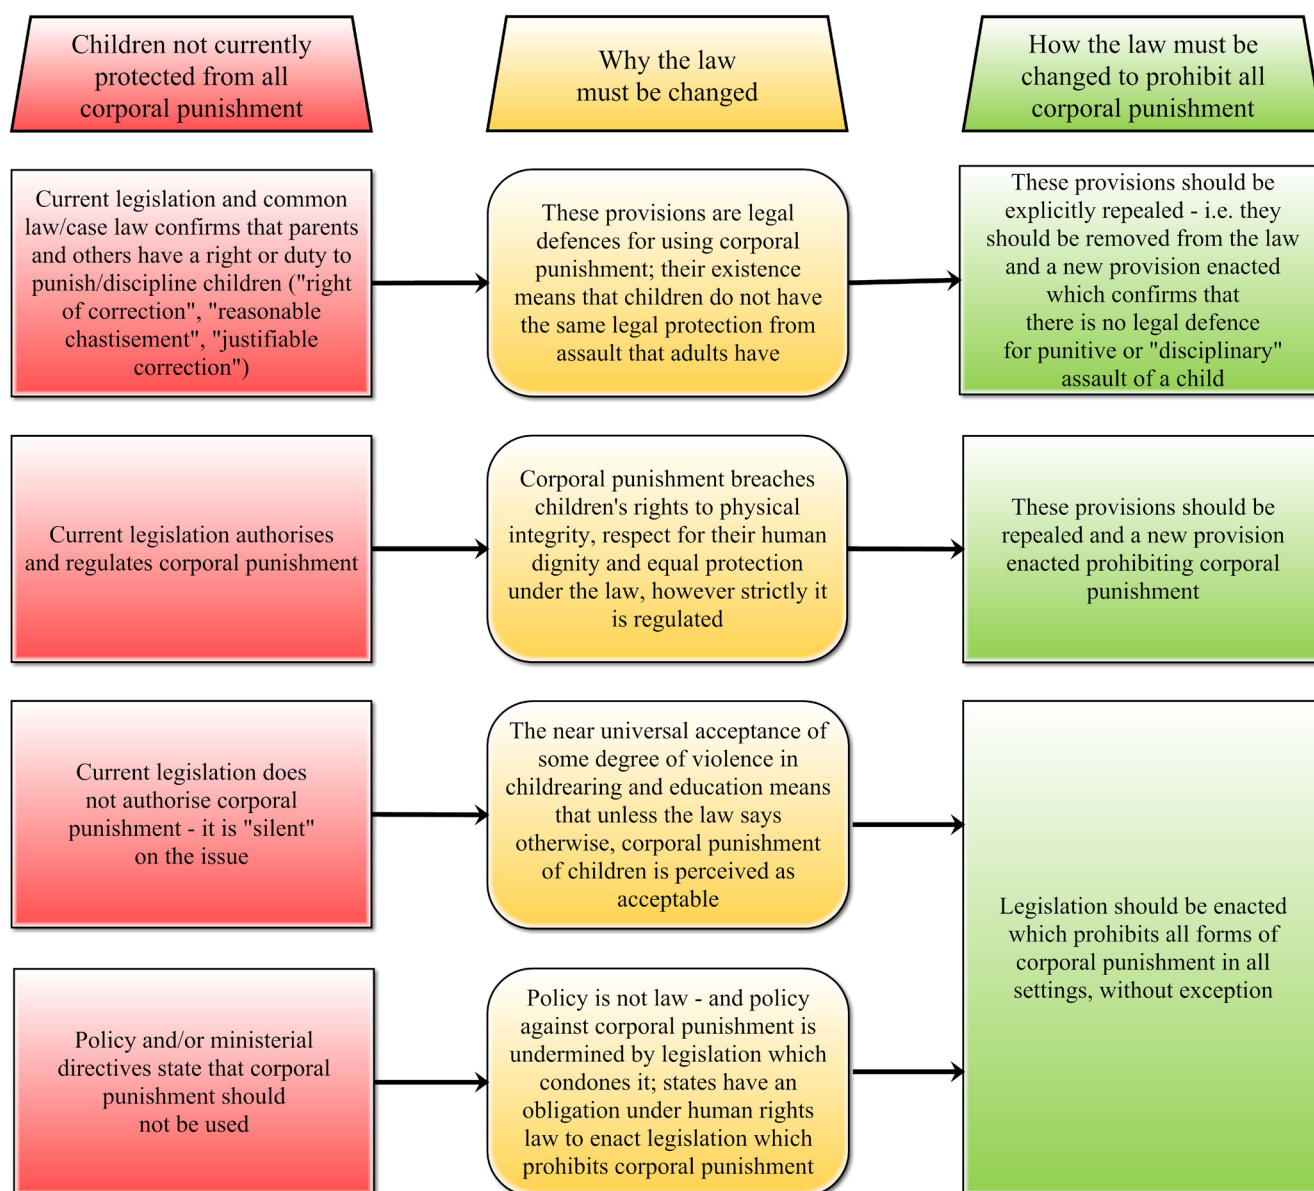 Children not currently
protected from all
corporal punishment
Why the law
must be changed
How the law must be
changed to prohibit all
corporal punishment
Current legislation and common
law/case law confirms that parents
and others have a right or duty to
punish/discipline children ("right
of correction", "reasonable
chastisement", "justifiable
correction")
These provisions are legal
defences for using corporal
punishment; their existence
means that children do not have
the same legal protection from
assault that adults have
These provisions should be
explicitly repealed - i.e. they
should be removed from the law
and a new provision enacted
which confirms that
there is no legal defence
for punitive or "disciplinary"
assault of a child
Current legislation authorises
and regulates corporal punishment
Corporal punishment breaches
children's rights to physical
integrity, respect for their human
dignity and equal protection
under the law, however strictly it
is regulated
These provisions should be
repealed and a new provision
enacted prohibiting corporal
punishment
Current legislation does
not authorise corporal
punishment - it is "silent"
on the issue
The near universal acceptance of
some degree of violence in
childrearing and education means
that unless the law says
otherwise, corporal punishment
of children is perceived as
acceptable
Policy and/or ministerial
directives state that corporal
punishment should
not be used
Policy is not law - and policy
against corporal punishment is
undermined by legislation which
condones it; states have an
obligation under human rights
law to enact legislation which
prohibits corporal punishment
Legislation should be enacted
which prohibits all forms of
corporal punishment in all
settings, without exception